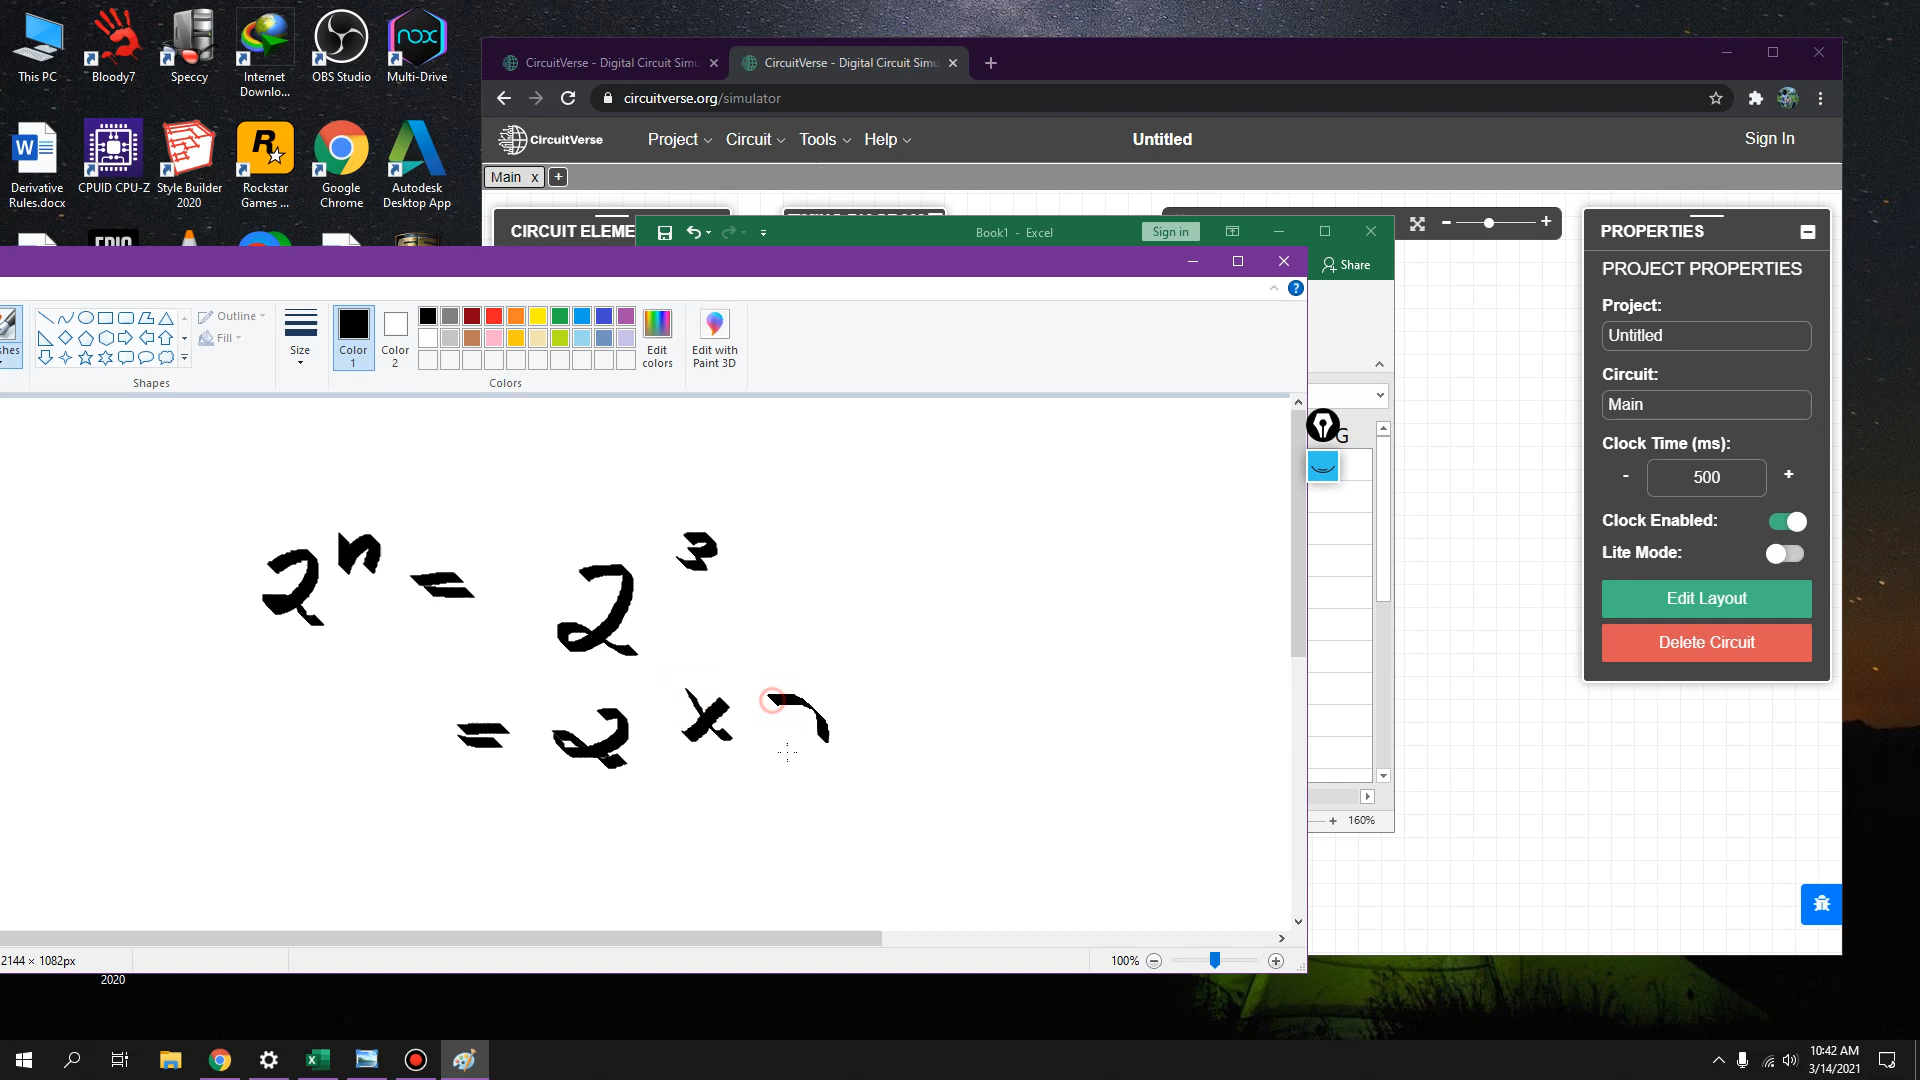 This PC
Bloody7
Speccy
Internet Downlo...
OBS Studio
Multi-Drive
Derivative Rules.docx
CPUID CPU-Z
Style Builder 2020
Rockstar Games ...
Google Chrome
Autodesk Desktop App
CircuitVerse - Digital Circuit Simu
CircuitVerse - Digital Circuit Simu
circuitverse.org/simulator
CircuitVerse
Project
Circuit
Tools
Help
Untitled
Sign In
Main x +
CIRCUIT ELEME
Book1 - Excel
Sign in
Share
PROPERTIES
PROJECT PROPERTIES
Project:
Untitled
Circuit:
Main
Clock Time (ms):
- 500 +
Clock Enabled:
Lite Mode:
Edit Layout
Delete Circuit
shes
Outline
Fill
Shapes
Size
Color 1
Color 2
Edit colors
Edit with Paint 3D
Colors
G
2ⁿ = 2³
= 2 x
160%
2144 × 1082px
100%
2020
10:42 AM
3/14/2021